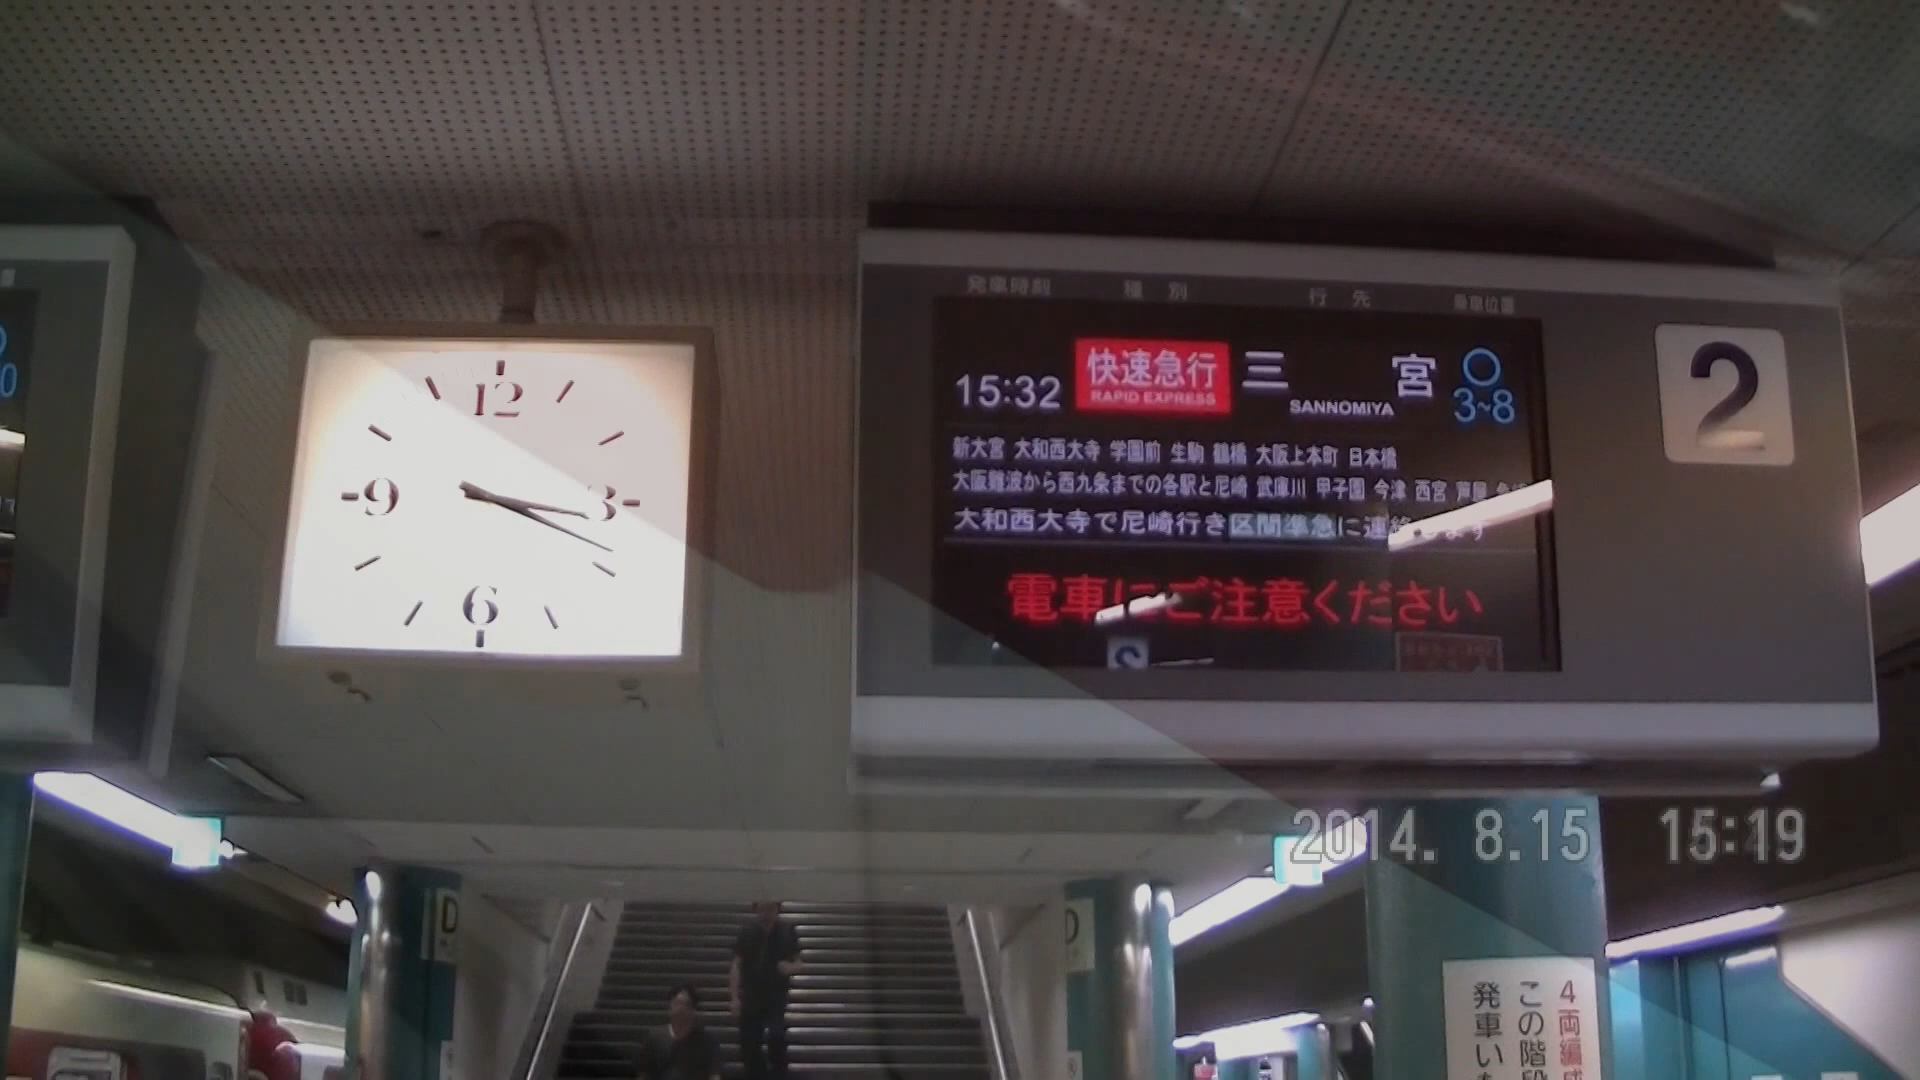 12
9
3
6
発車時刻 種別 行先 乗車位置
15:32 快速急行 三宮 ○
RAPID EXPRESS SANNOMIYA 3~8
新大宮 大和西大寺 学園前 生駒 鶴橋 大阪上本町 日本橋
大阪難波から西九条までの各駅と尼崎 武庫川 甲子園 今津 西宮 芦屋
大和西大寺で尼崎行き区間準急に連絡します
電車にご注意ください
2
2014. 8.15 15:19
D
D
4両編成
この階段
発車い